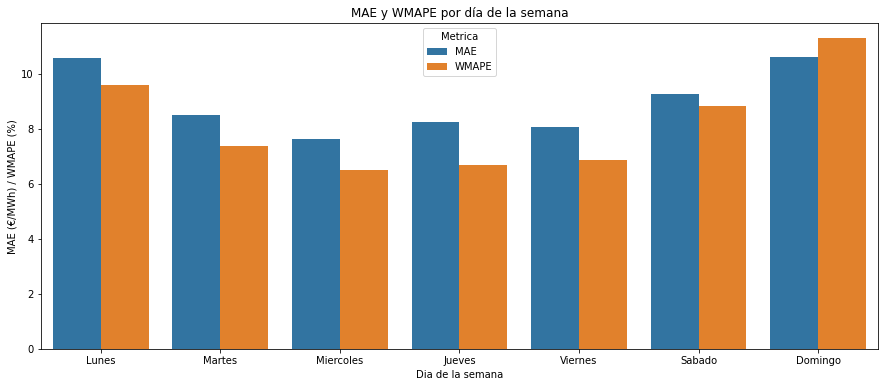 MAE y WMAPE por día de la semana
Metrica
MAE
WMAPE
MAE (€/MWh) / WMAPE (%)
10
8
6
4
2
0
Lunes Martes Miercoles Jueves Viernes Sabado Domingo
Dia de la semana